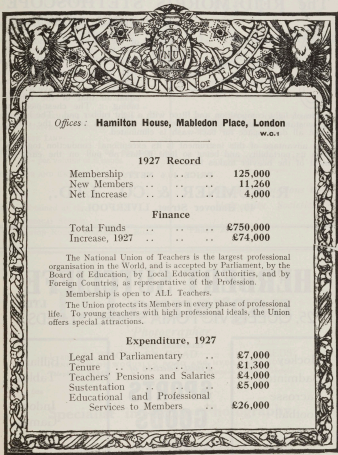 NATIONAL UNION OF TEACHERS
NUT
Offices : Hamilton House, Mabledon Place, London
W.C.1
1927 Record
Membership .. .. .. 125,000
New Members .. .. .. 11,260
Net Increase .. .. .. 4,000
Finance
Total Funds .. .. .. £750,000
Increase, 1927 .. .. .. £74,000
The National Union of Teachers is the largest professional
organisation in the World, and is accepted by Parliament, by the
Board of Education, by Local Education Authorities, and by
Foreign Countries, as representative of the Profession.
Membership is open to ALL Teachers.
The Union protects its Members in every phase of professional
life. To young teachers with high professional ideals, the Union
offers special attractions.
Expenditure, 1927
Legal and Parliamentary .. £7,000
Tenure .. .. .. .. £1,300
Teachers' Pensions and Salaries £4,000
Sustentation .. .. .. £5,000
Educational and Professional
Services to Members .. £26,000